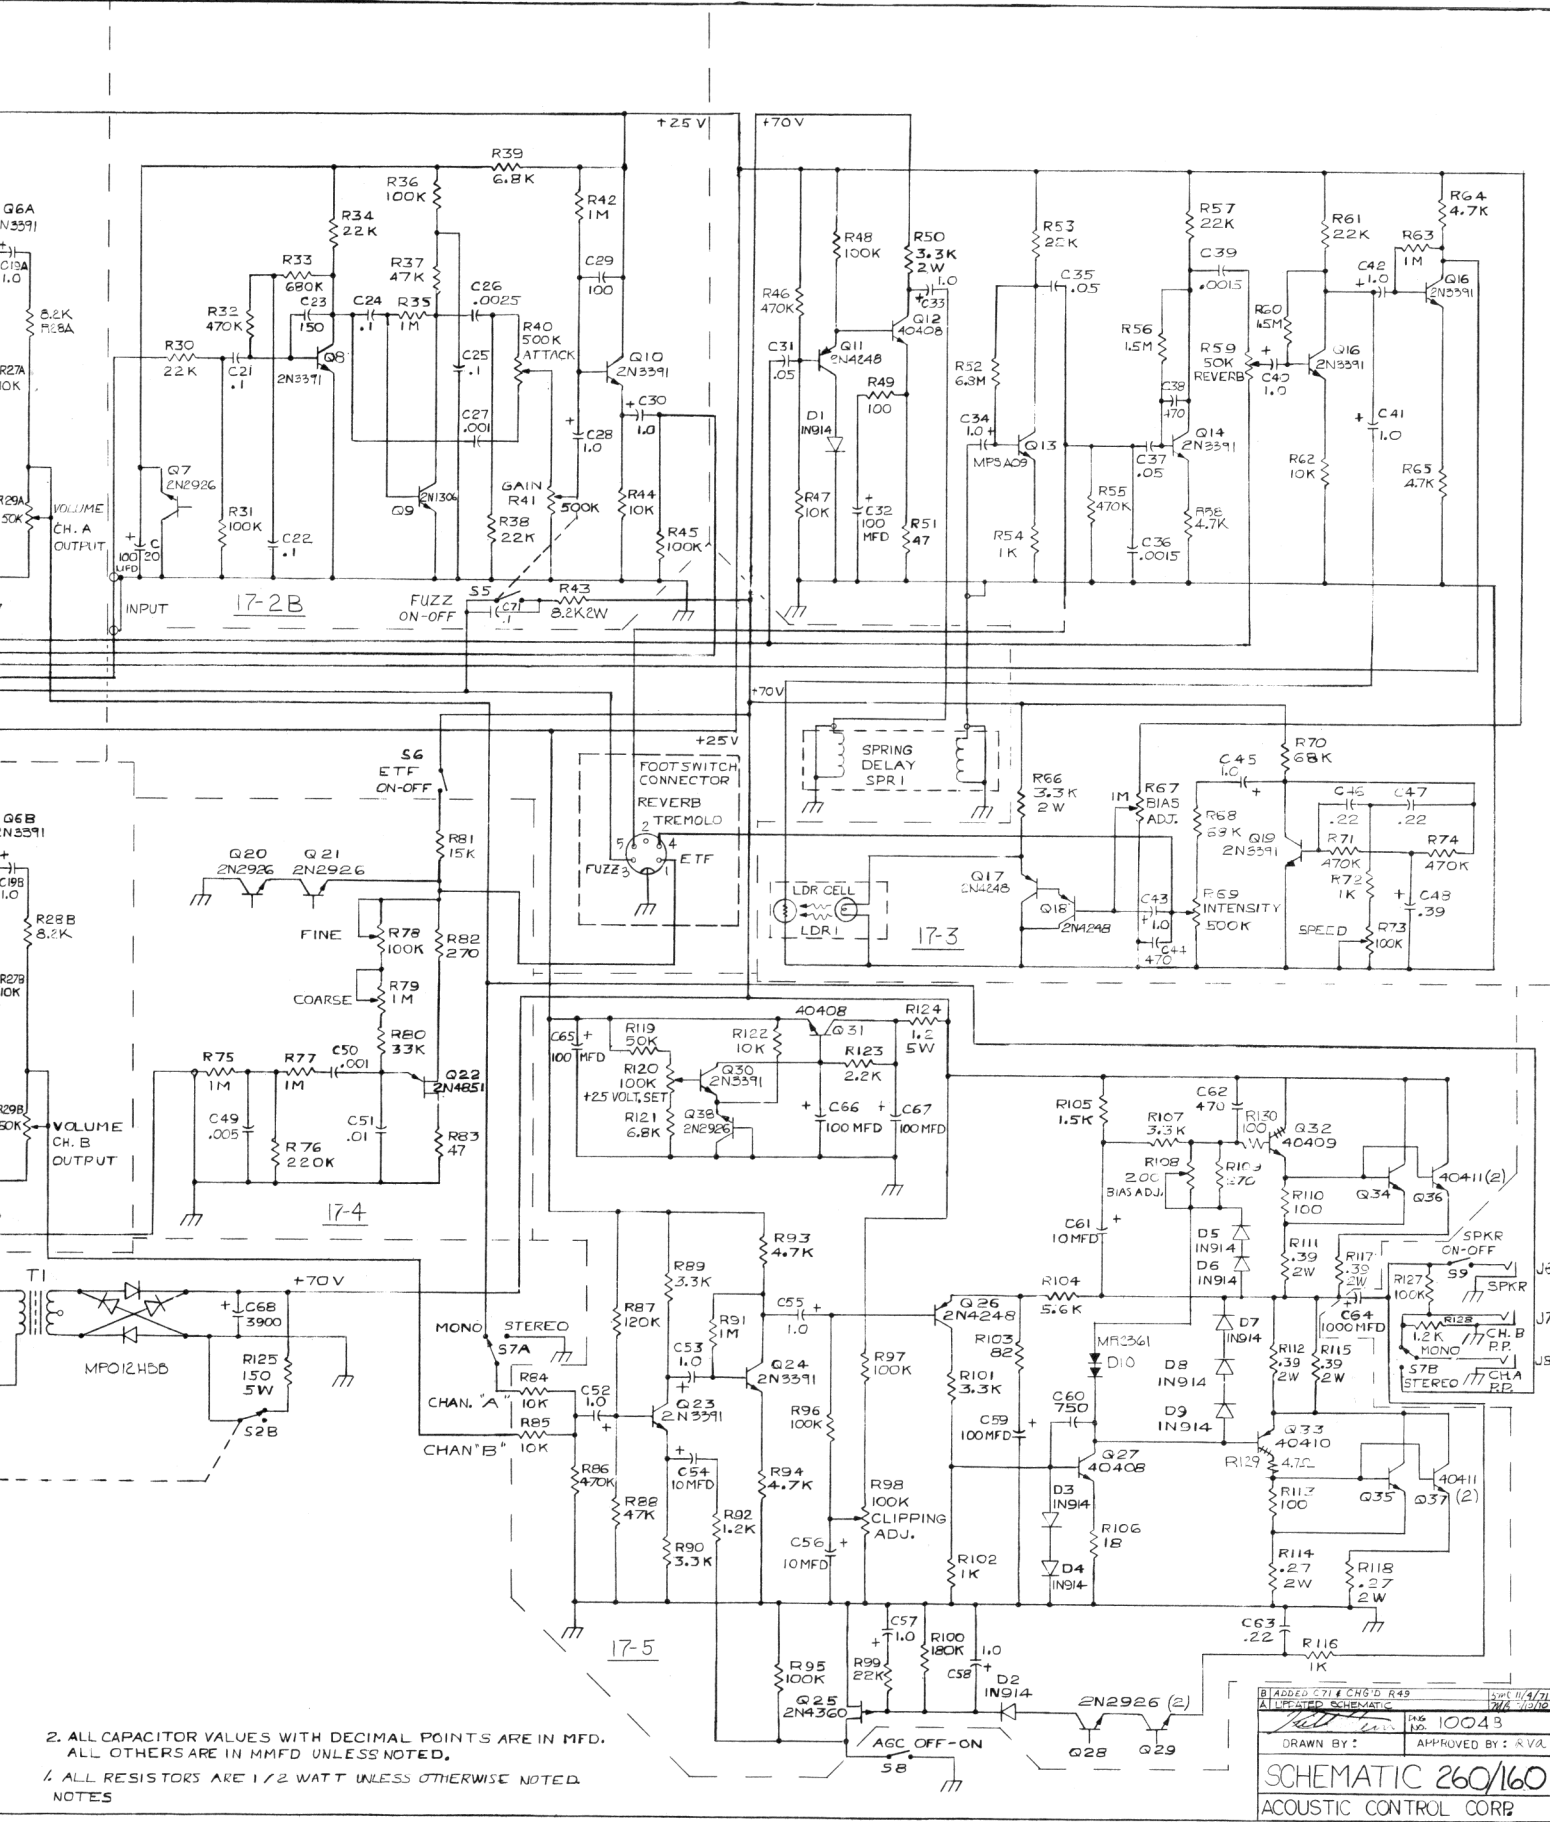 +25V
+70V
R39
6.8K
R36
100K
R42
1M
Q6A
2N3391
C19A
1.0
R34
22K
R57
22K
R61
22K
R64
4.7K
R53
R48
100K
R50
3.3K
2W
1.0
C33
R63
1M
R33
680K
R37
47K
C29
100
C39
.0015
C42
1.0
Q16
2N3391
C35
.05
R46
470K
8.2K
R28A
R32
470K
C23
150
C24
.1
R35
1M
C26
.0025
R40
500K
ATTACK
Q12
40408
R60
1.5M
R30
22K
C21
.1
Q8
2N3391
C25
.1
Q10
2N3391
C31
.05
Q11
2N4248
R56
1.5M
R59
50K
REVERB
Q16
2N3391
C40
1.0
R27A
10K
R49
100
R52
6.8M
C38
470
C27
.001
C30
1.0
C28
1.0
D1
IN914
C34
1.0
Q13
MPSA09
Q14
2N3391
C41
1.0
C37
.05
R62
10K
R65
4.7K
Q7
2N2926
2N1306
Q9
GAIN
R41
500K
R44
10K
R47
10K
C32
100
MFD
R51
47
R55
470K
R58
4.7K
R29A
50K
VOLUME
CH. A
OUTPUT
R31
100K
C22
.1
R38
22K
R45
100K
R54
1K
C36
.0015
100
MFD
C
20
INPUT
17-2B
FUZZ
ON-OFF
S5
C71
.1
R43
8.2K2W
+70V
+25V
S6
ETF
ON-OFF
FOOTSWITCH
CONNECTOR
REVERB
TREMOLO
2
5
4
FUZZ 3
1
ETF
SPRING
DELAY
SPR 1
R66
3.3K
2W
1M
R67
BIAS
ADJ.
C45
1.0
R70
68K
C46
.22
C47
.22
R68
68K
Q19
2N3391
R71
470K
R74
470K
R72
1K
C48
.39
Q6B
2N3391
C19B
1.0
R81
15K
Q20
2N2926
Q21
2N2926
LDR CELL
LDR1
Q17
2N4248
Q18
2N4248
C43
1.0
C44
470
R69
INTENSITY
500K
SPEED
R73
100K
17-3
R28B
8.2K
FINE
R78
100K
R82
270
R27B
10K
COARSE
R79
1M
R80
33K
R75
1M
R77
1M
C50
.001
Q22
2N4851
C49
.005
C51
.01
R76
220K
R83
47
R29B
50K
VOLUME
CH. B
OUTPUT
17-4
C65
100 MFD
R119
50K
R120
100K
+25 VOLT, SET
R121
6.8K
R122
10K
40408
Q31
R124
1.2
5W
Q30
2N3391
R123
2.2K
Q38
2N2926
C66
100MFD
C67
100MFD
R105
1.5K
C62
470
R107
3.3K
R130
100
Q32
40409
R108
200
BIAS ADJ.
R109
270
Q34
40411(2)
Q36
R110
100
C61
10MFD
D5
IN914
D6
IN914
R111
.39
2W
R117
.39
2W
SPKR
ON-OFF
S9
SPKR
J6
R127
100K
T1
+70V
C68
3900
R93
4.7K
R89
3.3K
R104
5.6K
C64
1000MFD
J7
R128
1.2K
MONO
CH. B
P.P.
S7B
STEREO
CH.A
P.P.
J8
MONO
STEREO
S7A
R87
120K
R91
1M
C55
1.0
Q26
2N4248
R103
82
MR2361
D10
D7
IN914
R112
.39
2W
R115
.39
2W
MP012H5B
R125
150
5W
S2B
C53
1.0
Q24
2N3391
R97
100K
R101
3.3K
D8
IN914
CHAN. "A"
R84
10K
C52
1.0
Q23
2N3391
R96
100K
C59
100MFD
C60
750
D9
IN914
Q33
40410
R85
10K
CHAN"B"
C54
10MFD
Q27
40408
R129
40411
(2)
R86
470K
R88
47K
R94
4.7K
R98
100K
CLIPPING
ADJ.
D3
IN914
R113
100
Q35
Q37
R92
1.2K
R90
3.3K
C56
10MFD
R106
18
R102
1K
D4
IN914
R114
.27
2W
R118
.27
2W
17-5
C57
1.0
R100
180K
1.0
C58
C63
.22
R116
1K
R95
100K
R99
22K
D2
IN914
Q25
2N4360
2N2926 (2)
Q28
Q29
AGC OFF-ON
S8
2. ALL CAPACITOR VALUES WITH DECIMAL POINTS ARE IN MFD.
ALL OTHERS ARE IN MMFD UNLESS NOTED.
1. ALL RESISTORS ARE 1/2 WATT UNLESS OTHERWISE NOTED.
NOTES
B ADDED C71 & CHG'D R49
A UPDATED SCHEMATIC
DWG NO. 10043
DRAWN BY:
APPROVED BY:
SCHEMATIC 260/160
ACOUSTIC CONTROL CORP.